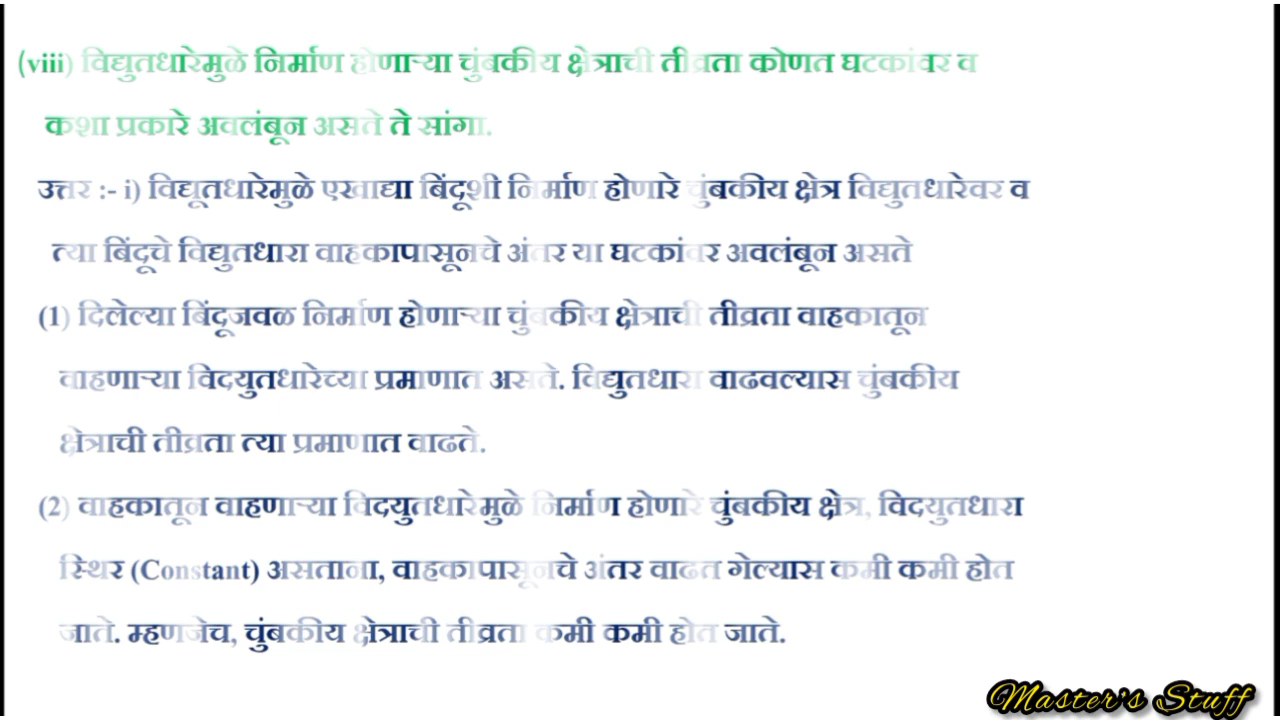 (viii) विद्युतधारेमुळे निर्माण होणाऱ्या चुंबकीय क्षेत्राची तीव्रता कोणत घटकांवर व
कशा प्रकारे अवलंबून असते ते सांगा.
उत्तर :- i) विद्यूतधारेमुळे एखाद्या बिंदूशी निर्माण होणारे चुंबकीय क्षेत्र विद्युतधारेवर व
त्या बिंदूचे विद्युतधारा वाहकापासूनचे अंतर या घटकांवर अवलंबून असते
(1) दिलेल्या बिंदूजवळ निर्माण होणाऱ्या चुंबकीय क्षेत्राची तीव्रता वाहकातून
वाहणाऱ्या विदयुतधारेच्या प्रमाणात असते. विद्युतधारा वाढवल्यास चुंबकीय
क्षेत्राची तीव्रता त्या प्रमाणात वाढते.
(2) वाहकातून वाहणाऱ्या विदयुतधारेमुळे निर्माण होणारे चुंबकीय क्षेत्र, विदयुतधारा
स्थिर (Constant) असताना, वाहकापासूनचे अंतर वाढत गेल्यास कमी कमी होत
जाते. म्हणजेच, चुंबकीय क्षेत्राची तीव्रता कमी कमी होत जाते.
Master's Stuff